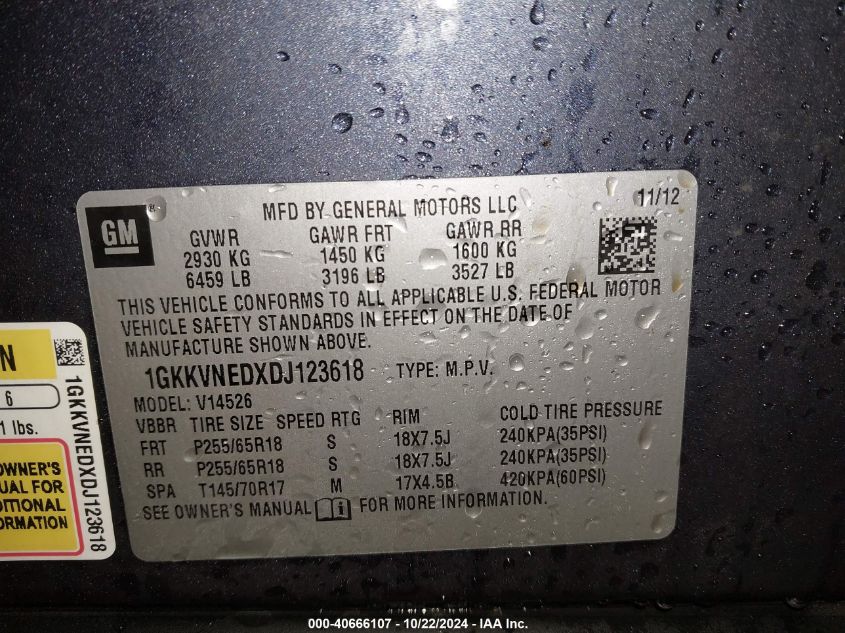 GM
MFD BY GENERAL MOTORS LLC
11/12
GVWR GAWR FRT GAWR RR
2930 KG 1450 KG 1600 KG
6459 LB 3196 LB 3527 LB
THIS VEHICLE CONFORMS TO ALL APPLICABLE U.S. FEDERAL MOTOR
VEHICLE SAFETY STANDARDS IN EFFECT ON THE DATE OF
MANUFACTURE SHOWN ABOVE.
1GKKVNEDXDJ123618 TYPE: M.P.V.
MODEL: V14526
VBBR TIRE SIZE SPEED RTG RIM COLD TIRE PRESSURE
FRT P255/65R18 S 18X7.5J 240KPA(35PSI)
RR P255/65R18 S 18X7.5J 240KPA(35PSI)
SPA T145/70R17 M 17X4.5B 420KPA(60PSI)
SEE OWNER'S MANUAL FOR MORE INFORMATION.
N
6
1 lbs.
OWNER'S
UAL FOR
DITIONAL
ORMATION
1GKKVNEDXDJ123618
000-40666107 - 10/22/2024 - IAA Inc.